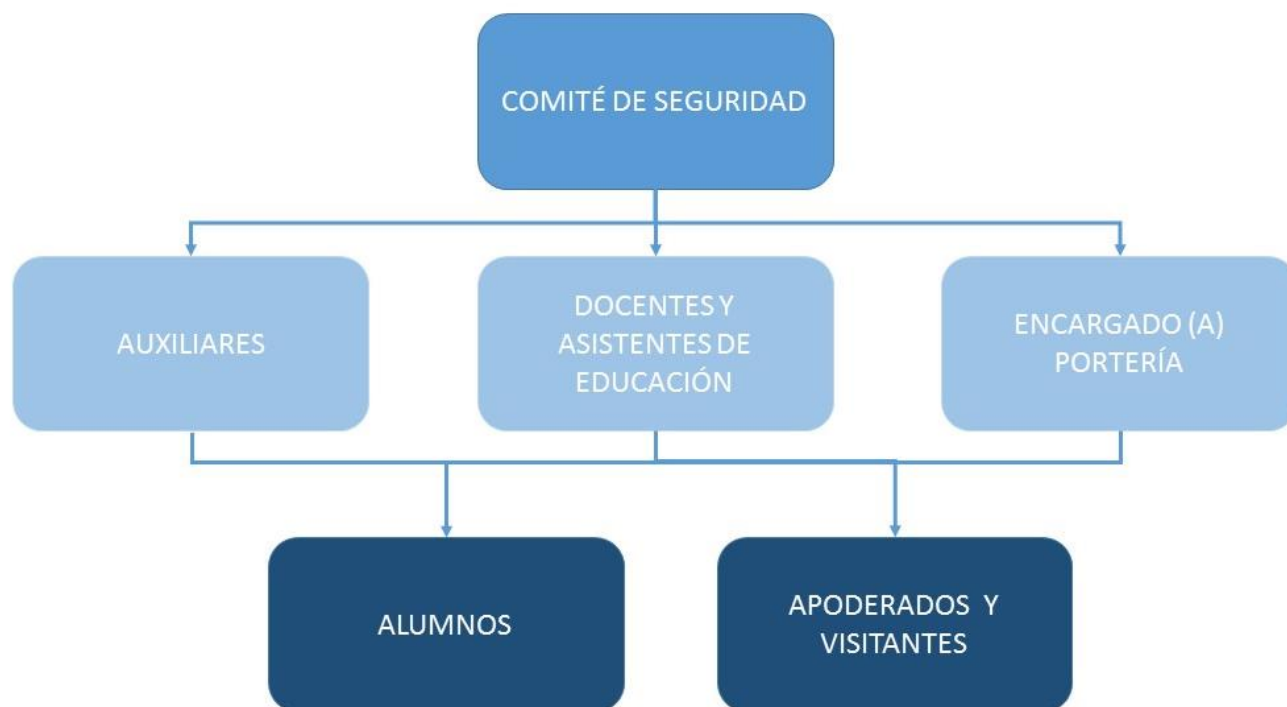 COMITÉ DE SEGURIDAD
AUXILIARES
DOCENTES Y
ASISTENTES DE
EDUCACIÓN
ENCARGADO (A)
PORTERÍA
ALUMNOS
APODERADOS Y
VISITANTES